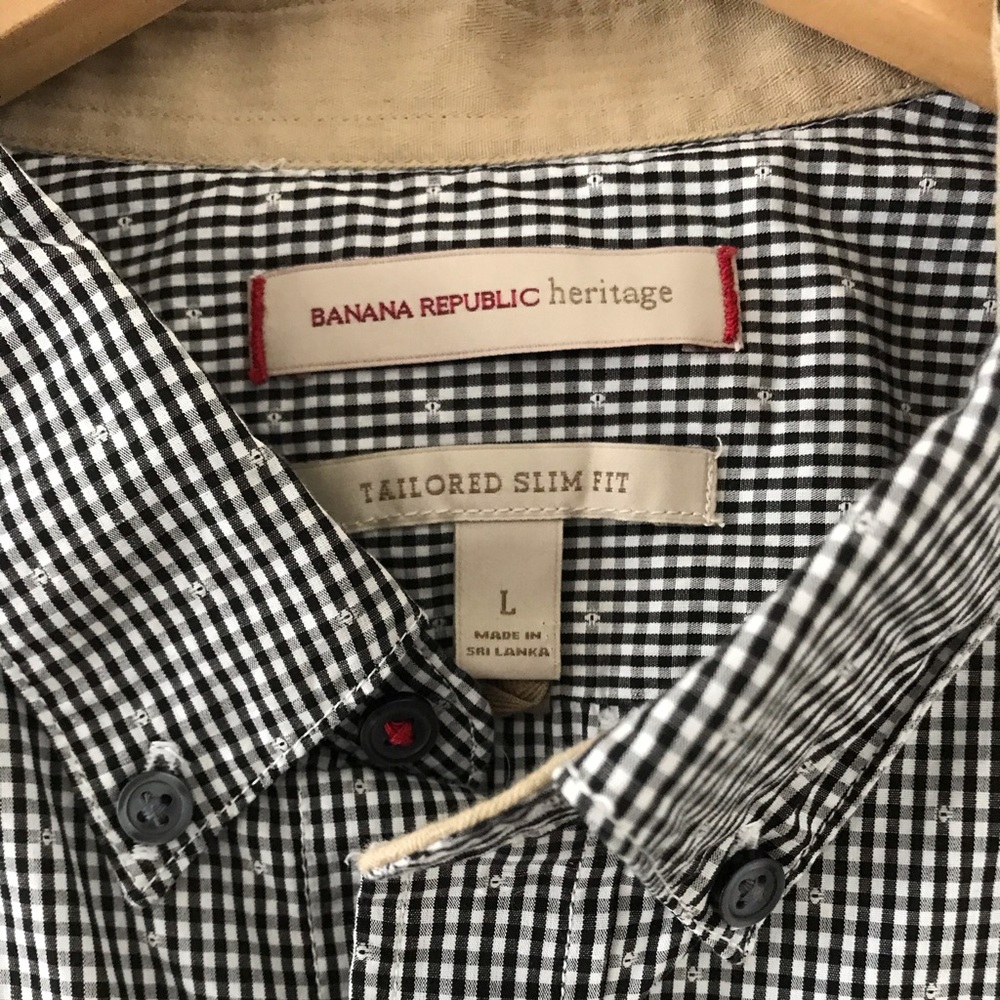 BANANA REPUBLIC heritage
TAILORED SLIM FIT
L
MADE IN
SRI LANKA